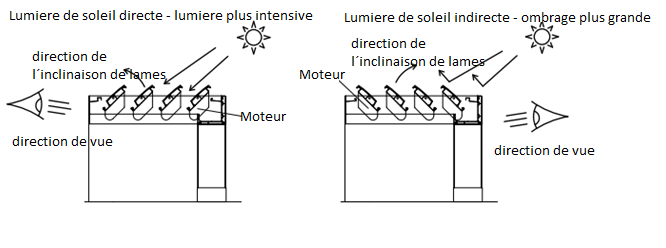 Lumiere de soleil directe - lumiere plus intensive
direction de
l´inclinaison de lames
Moteur
direction de vue
Lumiere de soleil indirecte - ombrage plus grande
direction de
l´inclinaison de lames
Moteur
direction de vue